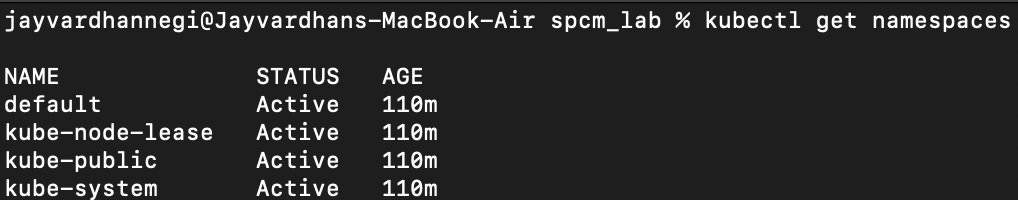 jayvardhannegi@Jayvardhans-MacBook-Air spcm_lab % kubectl get namespaces
NAME STATUS AGE
default Active 110m
kube-node-lease Active 110m
kube-public Active 110m
kube-system Active 110m